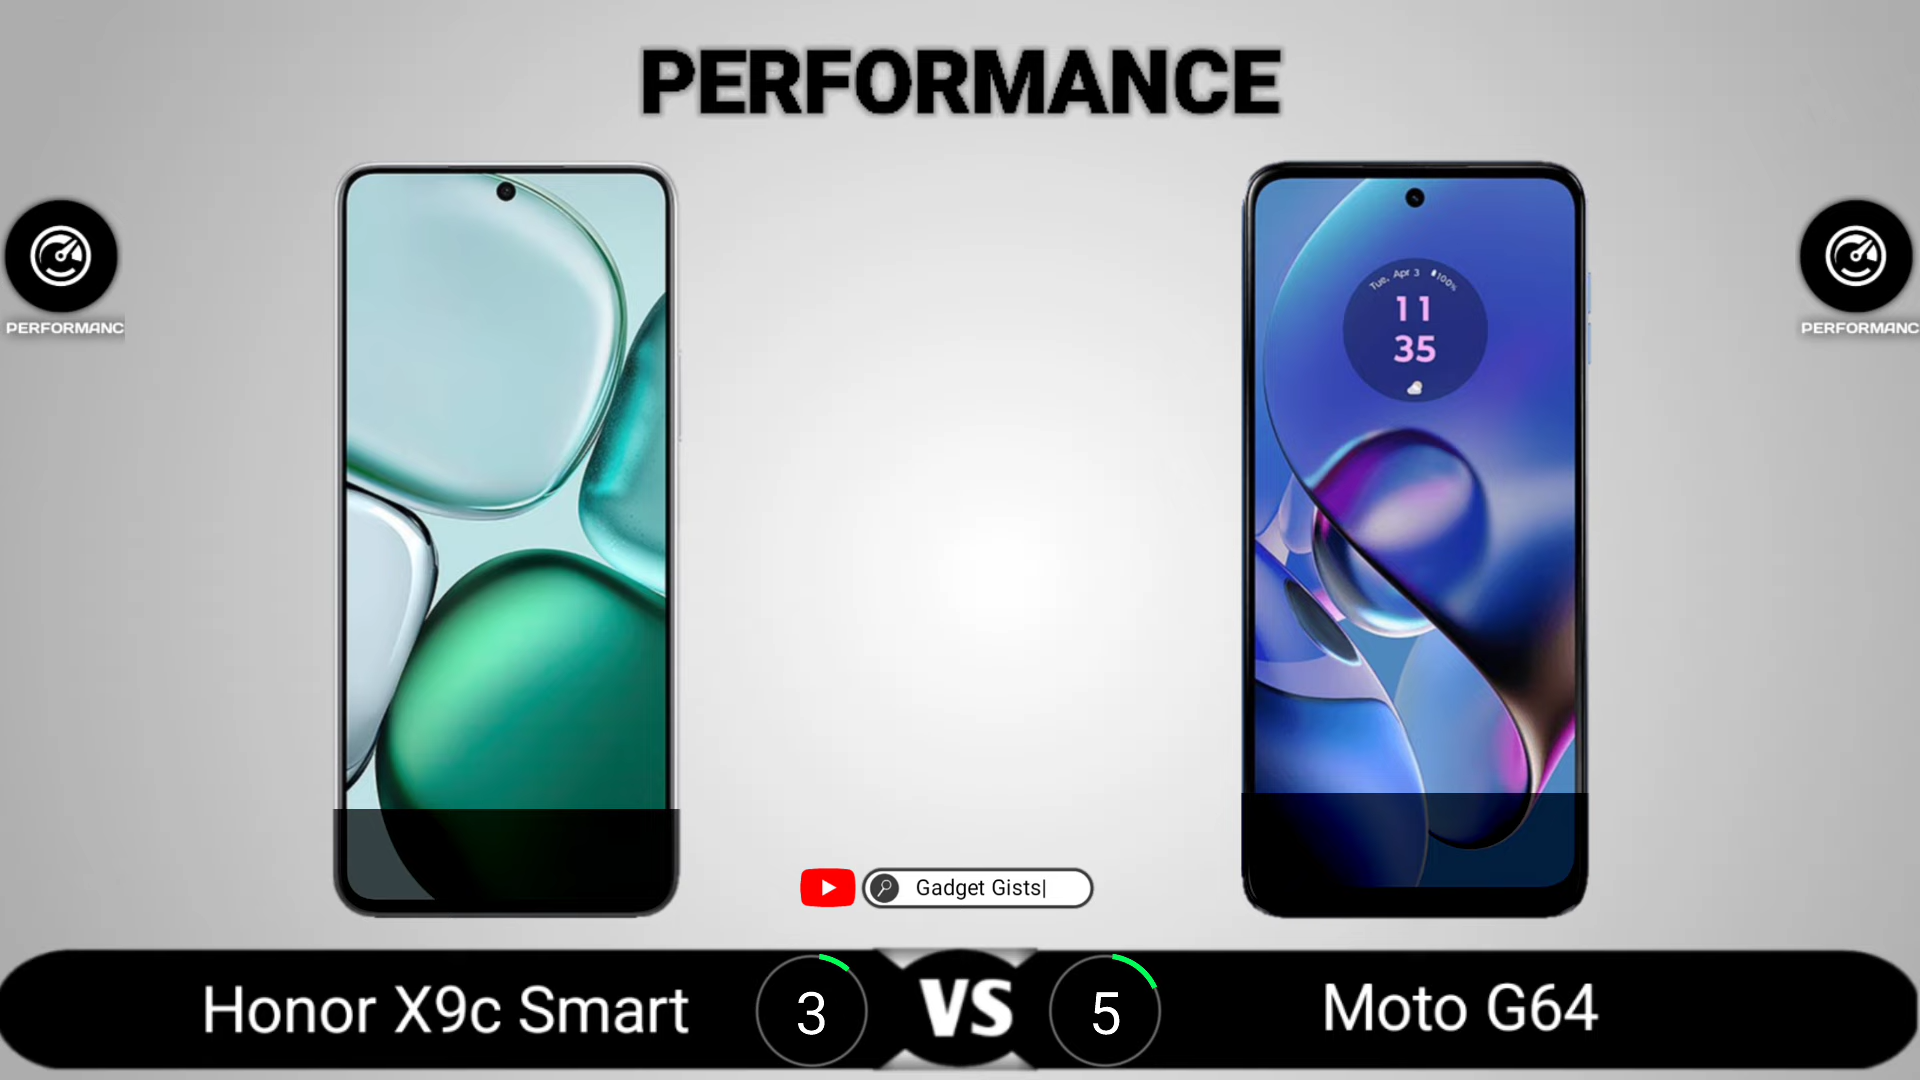 PERFORMANCE
PERFORMANC
PERFORMANC
Tue, Apr 3 100%
11
35
Gadget Gists|
Honor X9c Smart
3
VS
5
Moto G64